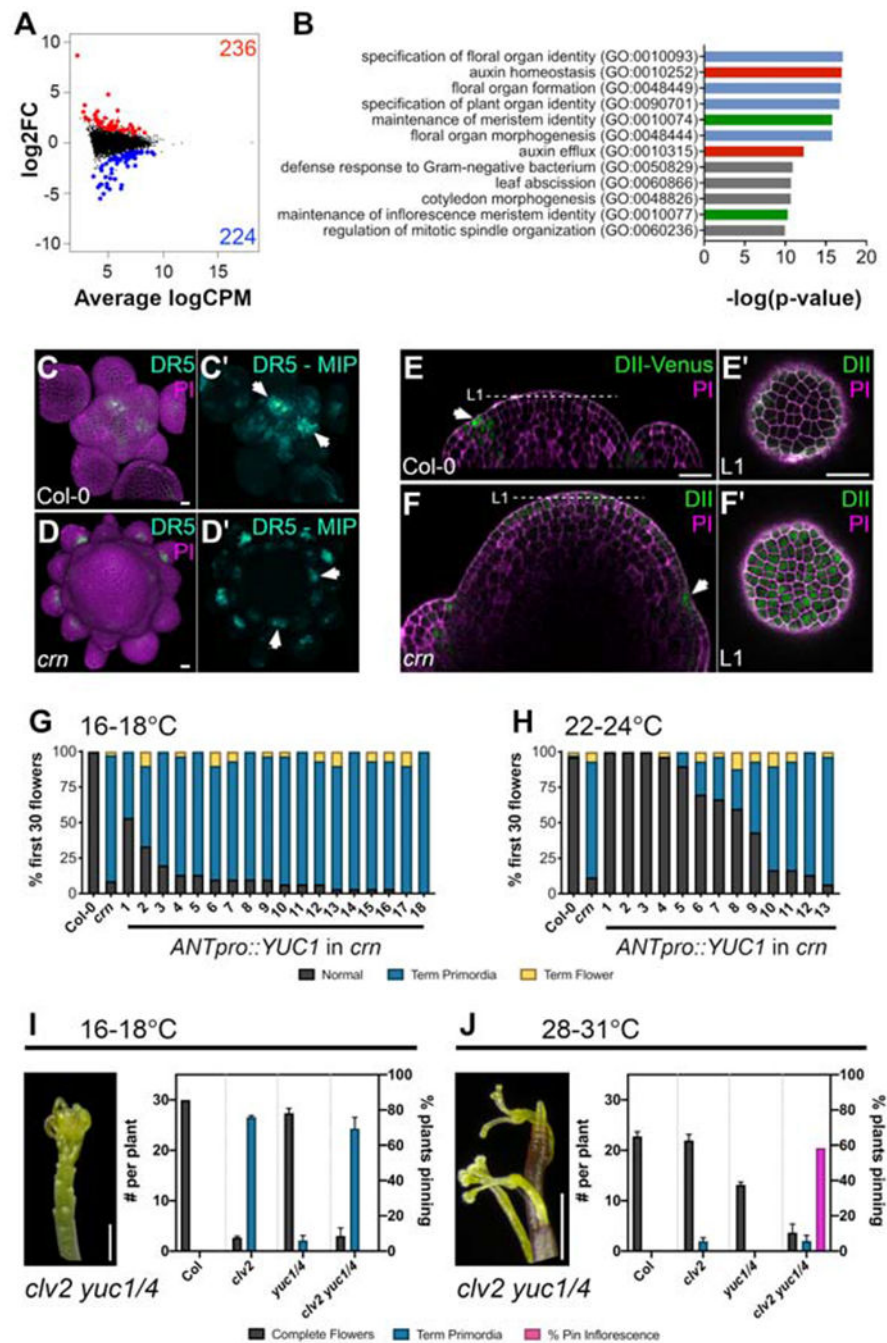 A
236
224
10
5
0
-5
-10
log2FC
5 10 15
Average logCPM
B
specification of floral organ identity (GO:0010093)
auxin homeostasis (GO:0010252)
floral organ formation (GO:0048449)
specification of plant organ identity (GO:0090701)
maintenance of meristem identity (GO:0010074)
floral organ morphogenesis (GO:0048444)
auxin efflux (GO:0010315)
defense response to Gram-negative bacterium (GO:0050829)
leaf abscission (GO:0060866)
cotyledon morphogenesis (GO:0048826)
maintenance of inflorescence meristem identity (GO:0010077)
regulation of mitotic spindle organization (GO:0060236)
0 5 10 15 20
-log(p-value)
C
DR5
PI
Col-0
C'
DR5 - MIP
D
DR5
PI
crn
D'
DR5 - MIP
E
DII-Venus
PI
L1
Col-0
E'
DII
PI
L1
F
DII
PI
L1
crn
F'
DII
PI
L1
G 16-18°C
% first 30 flowers
100
75
50
25
0
Col-0 crn 1 2 3 4 5 6 7 8 9 10 11 12 13 14 15 16 17 18
ANTpro::YUC1 in crn
H 22-24°C
% first 30 flowers
100
75
50
25
0
Col-0 crn 1 2 3 4 5 6 7 8 9 10 11 12 13
ANTpro::YUC1 in crn
Normal Term Primordia Term Flower
I 16-18°C
clv2 yuc1/4
# per plant
30
20
10
0
% plants pinning
100
80
60
40
20
0
Col clv2 yuc1/4 clv2 yuc1/4
J 28-31°C
clv2 yuc1/4
# per plant
30
20
10
0
% plants pinning
100
80
60
40
20
0
Col clv2 yuc1/4 clv2 yuc1/4
Complete Flowers Term Primordia % Pin Inflorescence